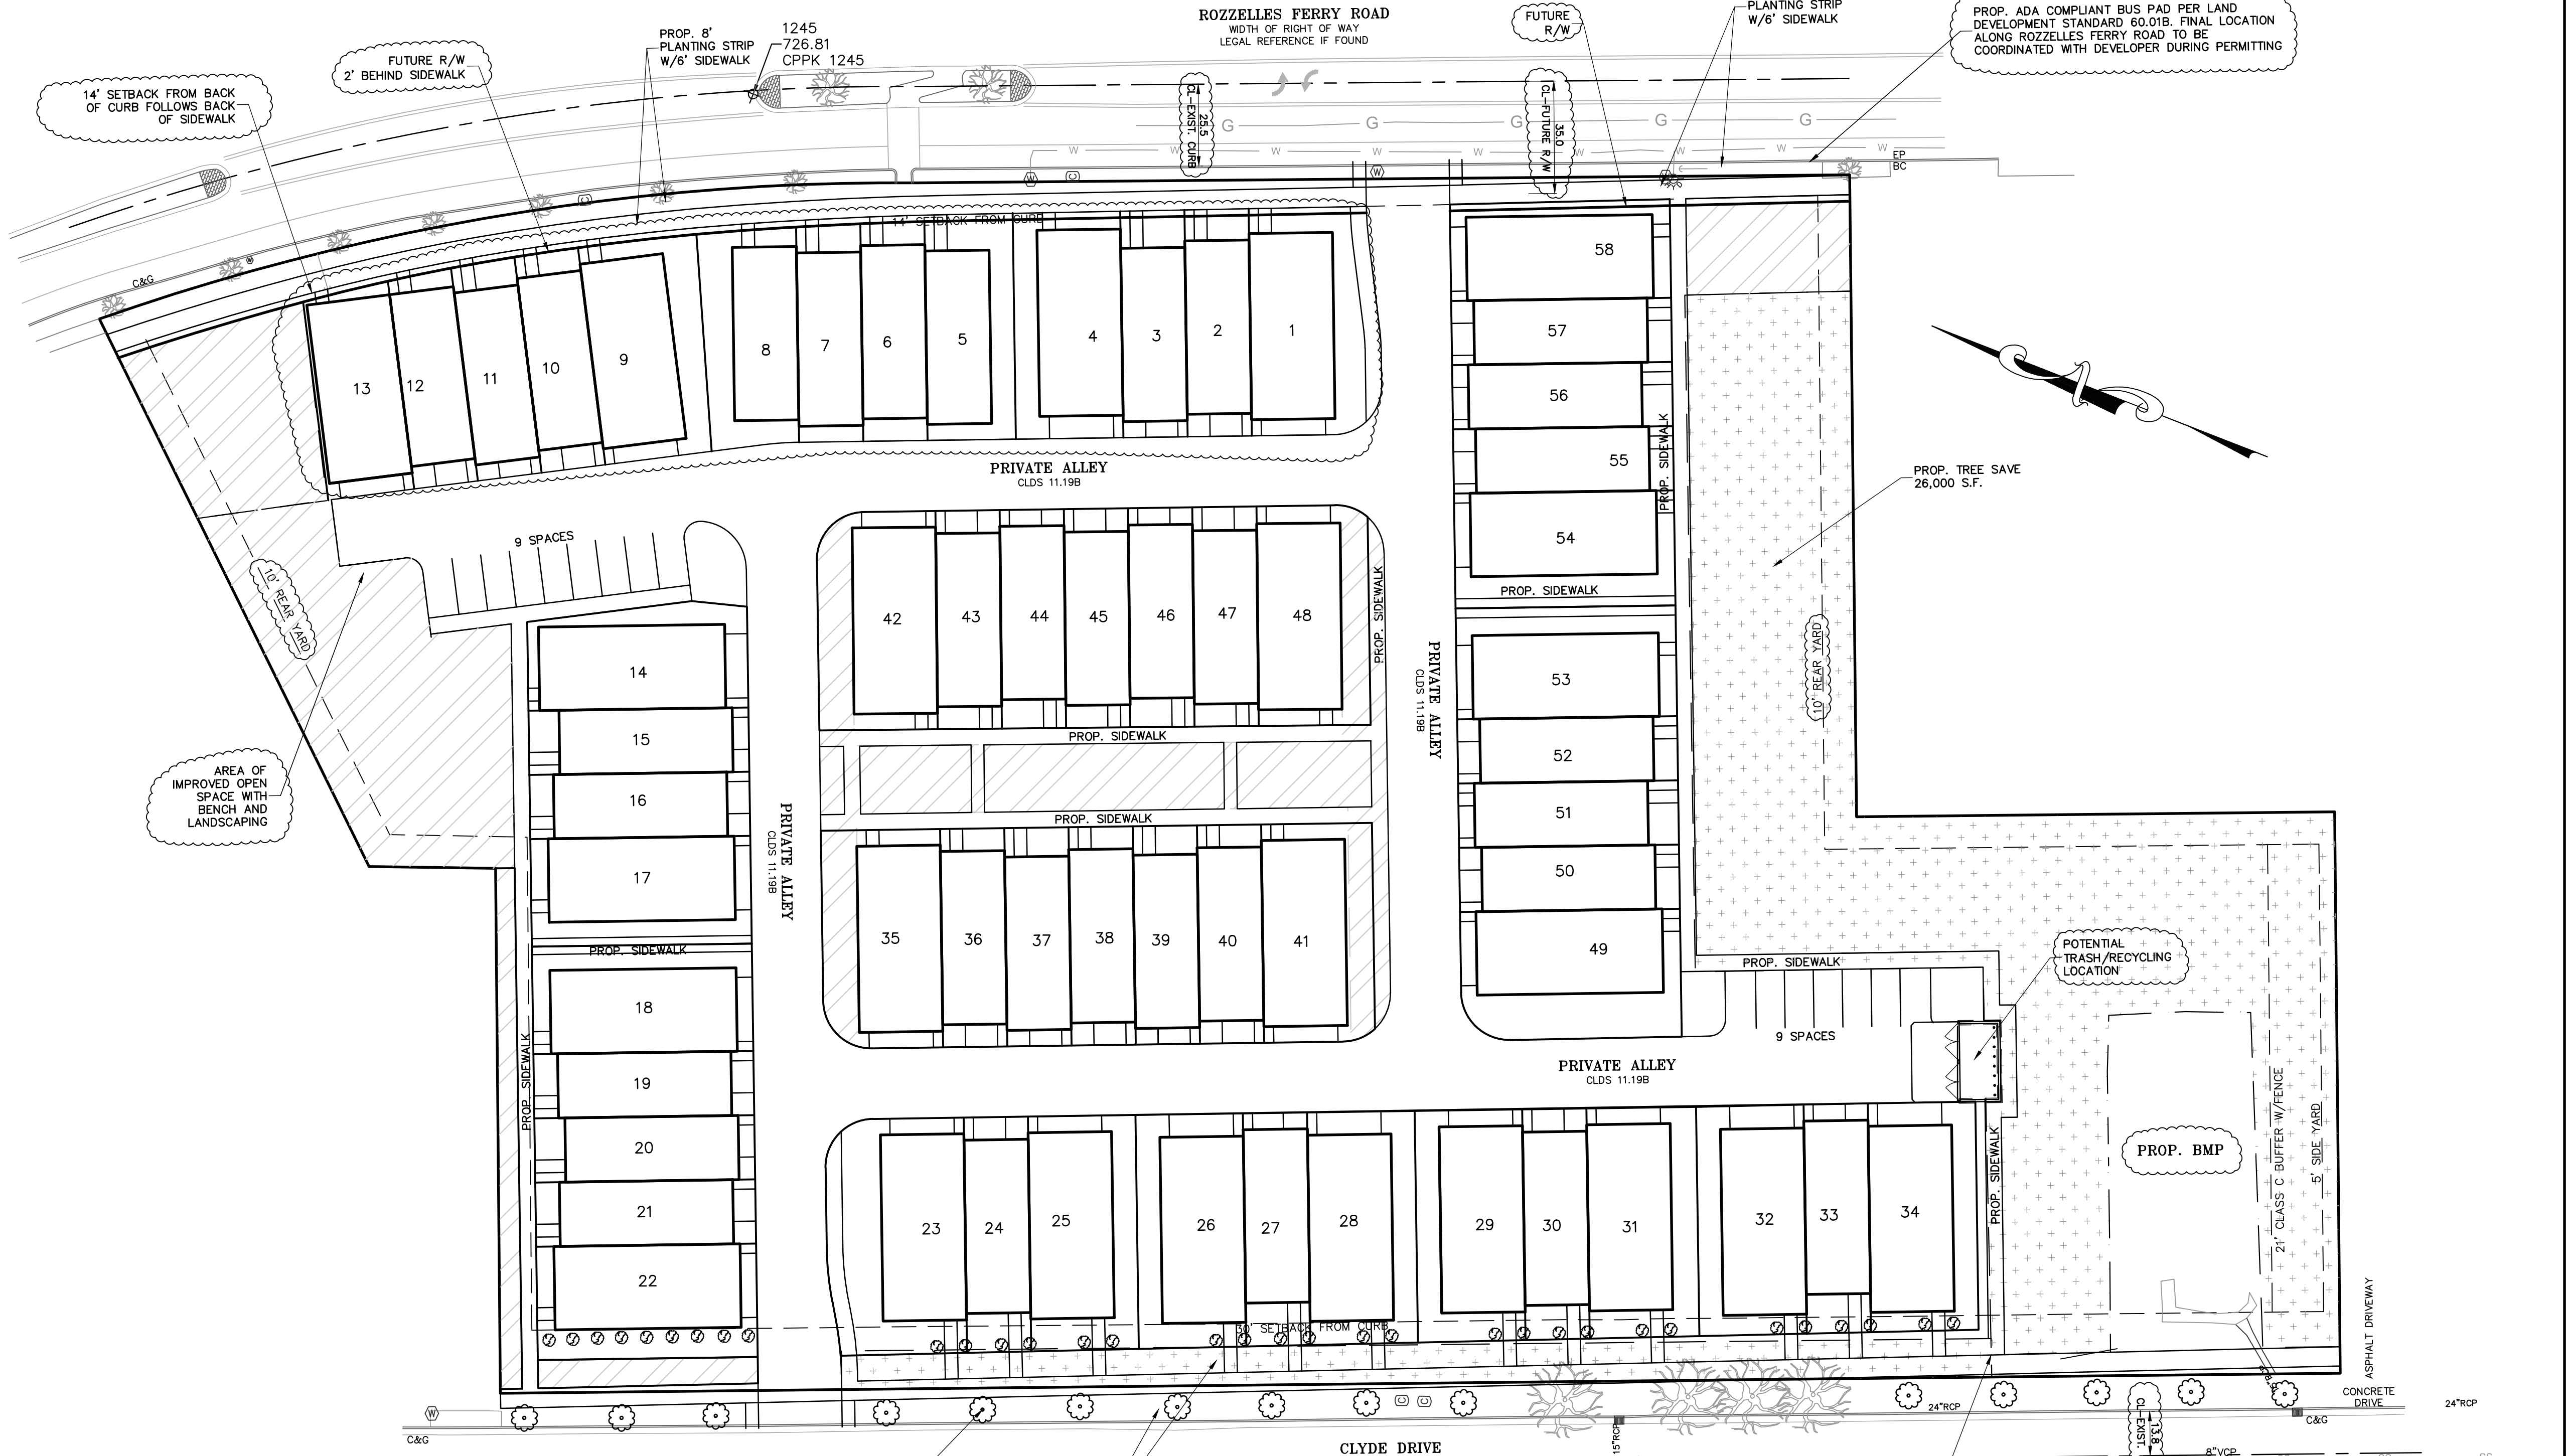 ROZZELLES FERRY ROAD
WIDTH OF RIGHT OF WAY
LEGAL REFERENCE IF FOUND
14' SETBACK FROM BACK
OF CURB FOLLOWS BACK
OF SIDEWALK
FUTURE R/W
2' BEHIND SIDEWALK
PROP. 8'
PLANTING STRIP
W/6' SIDEWALK
1245
726.81
CPPK 1245
FUTURE
R/W
PLANTING STRIP
W/6' SIDEWALK
PROP. ADA COMPLIANT BUS PAD PER LAND
DEVELOPMENT STANDARD 60.01B. FINAL LOCATION
ALONG ROZZELLES FERRY ROAD TO BE
COORDINATED WITH DEVELOPER DURING PERMITTING
25.5
CL-EXIST. CURB
35.0
CL-FUTURE R/W
G G G G G
W W W W W W W W W
EP
BC
W
C
W
C
C&G
14' SETBACK FROM CURB
13 12 11 10 9
8 7 6 5
4 3 2 1
58
57
56
55
54
PROP. SIDEWALK
PROP. SIDEWALK
PRIVATE ALLEY
CLDS 11.19B
9 SPACES
10' REAR YARD
AREA OF
IMPROVED OPEN
SPACE WITH
BENCH AND
LANDSCAPING
PROP. TREE SAVE
26,000 S.F.
10' REAR YARD
42 43 44 45 46 47 48
PROP. SIDEWALK
PROP. SIDEWALK
PROP. SIDEWALK
35 36 37 38 39 40 41
PRIVATE ALLEY
CLDS 11.19B
PRIVATE ALLEY
CLDS 11.19B
14
15
16
17
PROP. SIDEWALK
18
19
20
21
22
PROP. SIDEWALK
53
52
51
50
49
PROP. SIDEWALK
9 SPACES
PRIVATE ALLEY
CLDS 11.19B
POTENTIAL
TRASH/RECYCLING
LOCATION
PROP. BMP
21' CLASS C BUFFER W/FENCE
5' SIDE YARD
PROP. SIDEWALK
23 24 25
26 27 28
29 30 31
32 33 34
30' SETBACK FROM CURB
ASPHALT DRIVEWAY
CONCRETE
DRIVE
24"RCP
24"RCP
C&G
W
C&G
C C
15"RCP
CLYDE DRIVE
13.8
CL-EXIST.
8"VCP